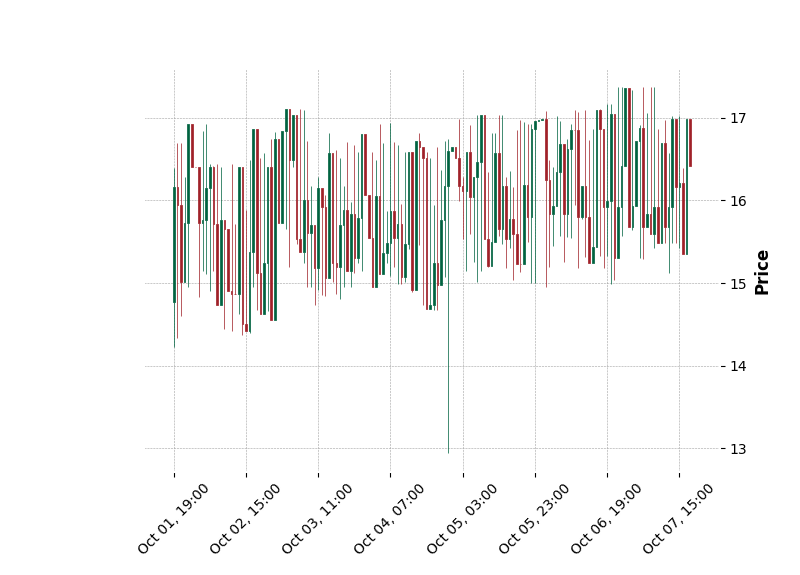 17
16
15
14
13
Price
Oct 01, 19:00
Oct 02, 15:00
Oct 03, 11:00
Oct 04, 07:00
Oct 05, 03:00
Oct 05, 23:00
Oct 06, 19:00
Oct 07, 15:00